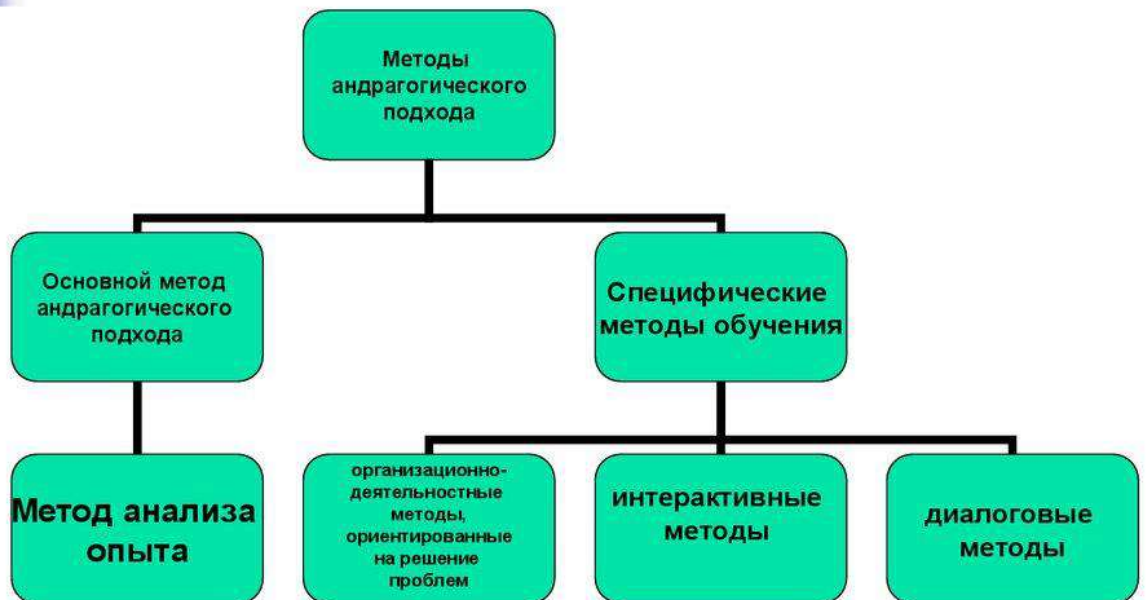 Методы
андрагогического
подхода
Основной метод
андрагогического
подхода
Специфические
методы обучения
Метод анализа
опыта
организационно-
деятельностные
методы,
ориентированные
на решение
проблем
интерактивные
методы
диалоговые
методы